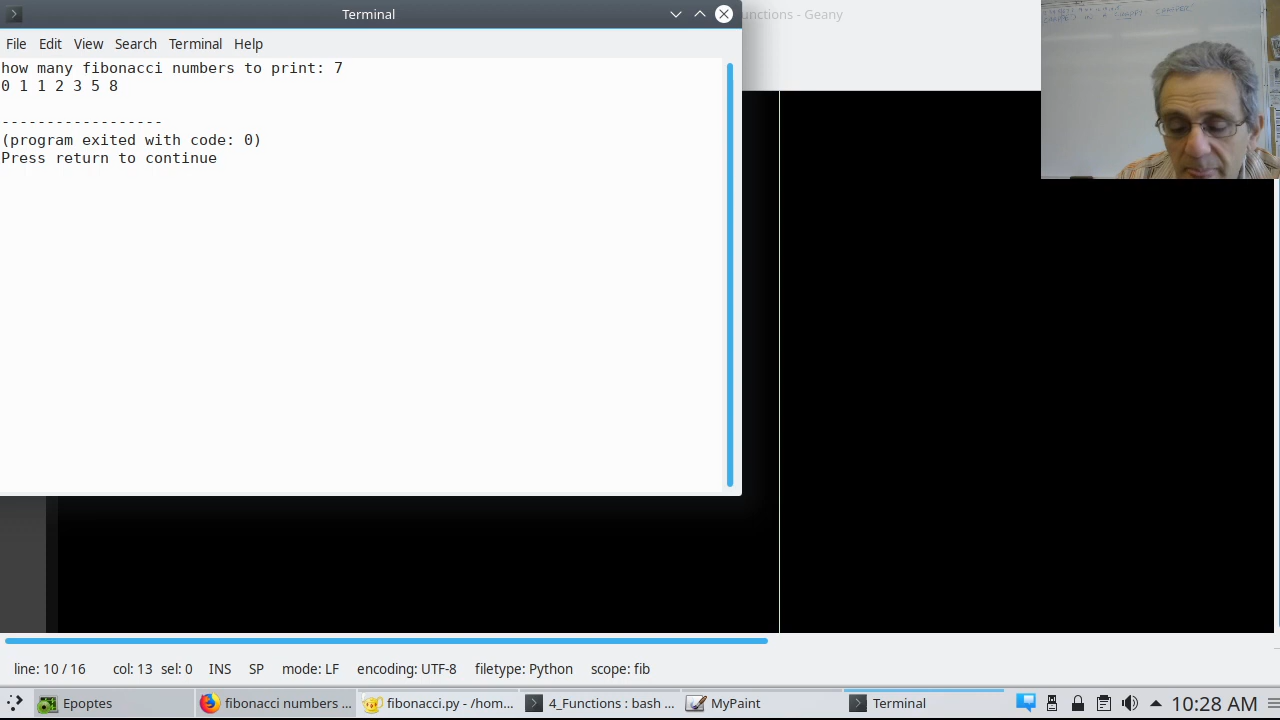 Terminal
unctions - Geany
File Edit View Search Terminal Help
how many fibonacci numbers to print: 7
0 1 1 2 3 5 8
------------------
(program exited with code: 0)
Press return to continue
line: 10 / 16 col: 13 sel: 0 INS SP mode: LF encoding: UTF-8 filetype: Python scope: fib
Epoptes fibonacci numbers ... fibonacci.py - /hom... 4_Functions : bash ... MyPaint Terminal 10:28 AM